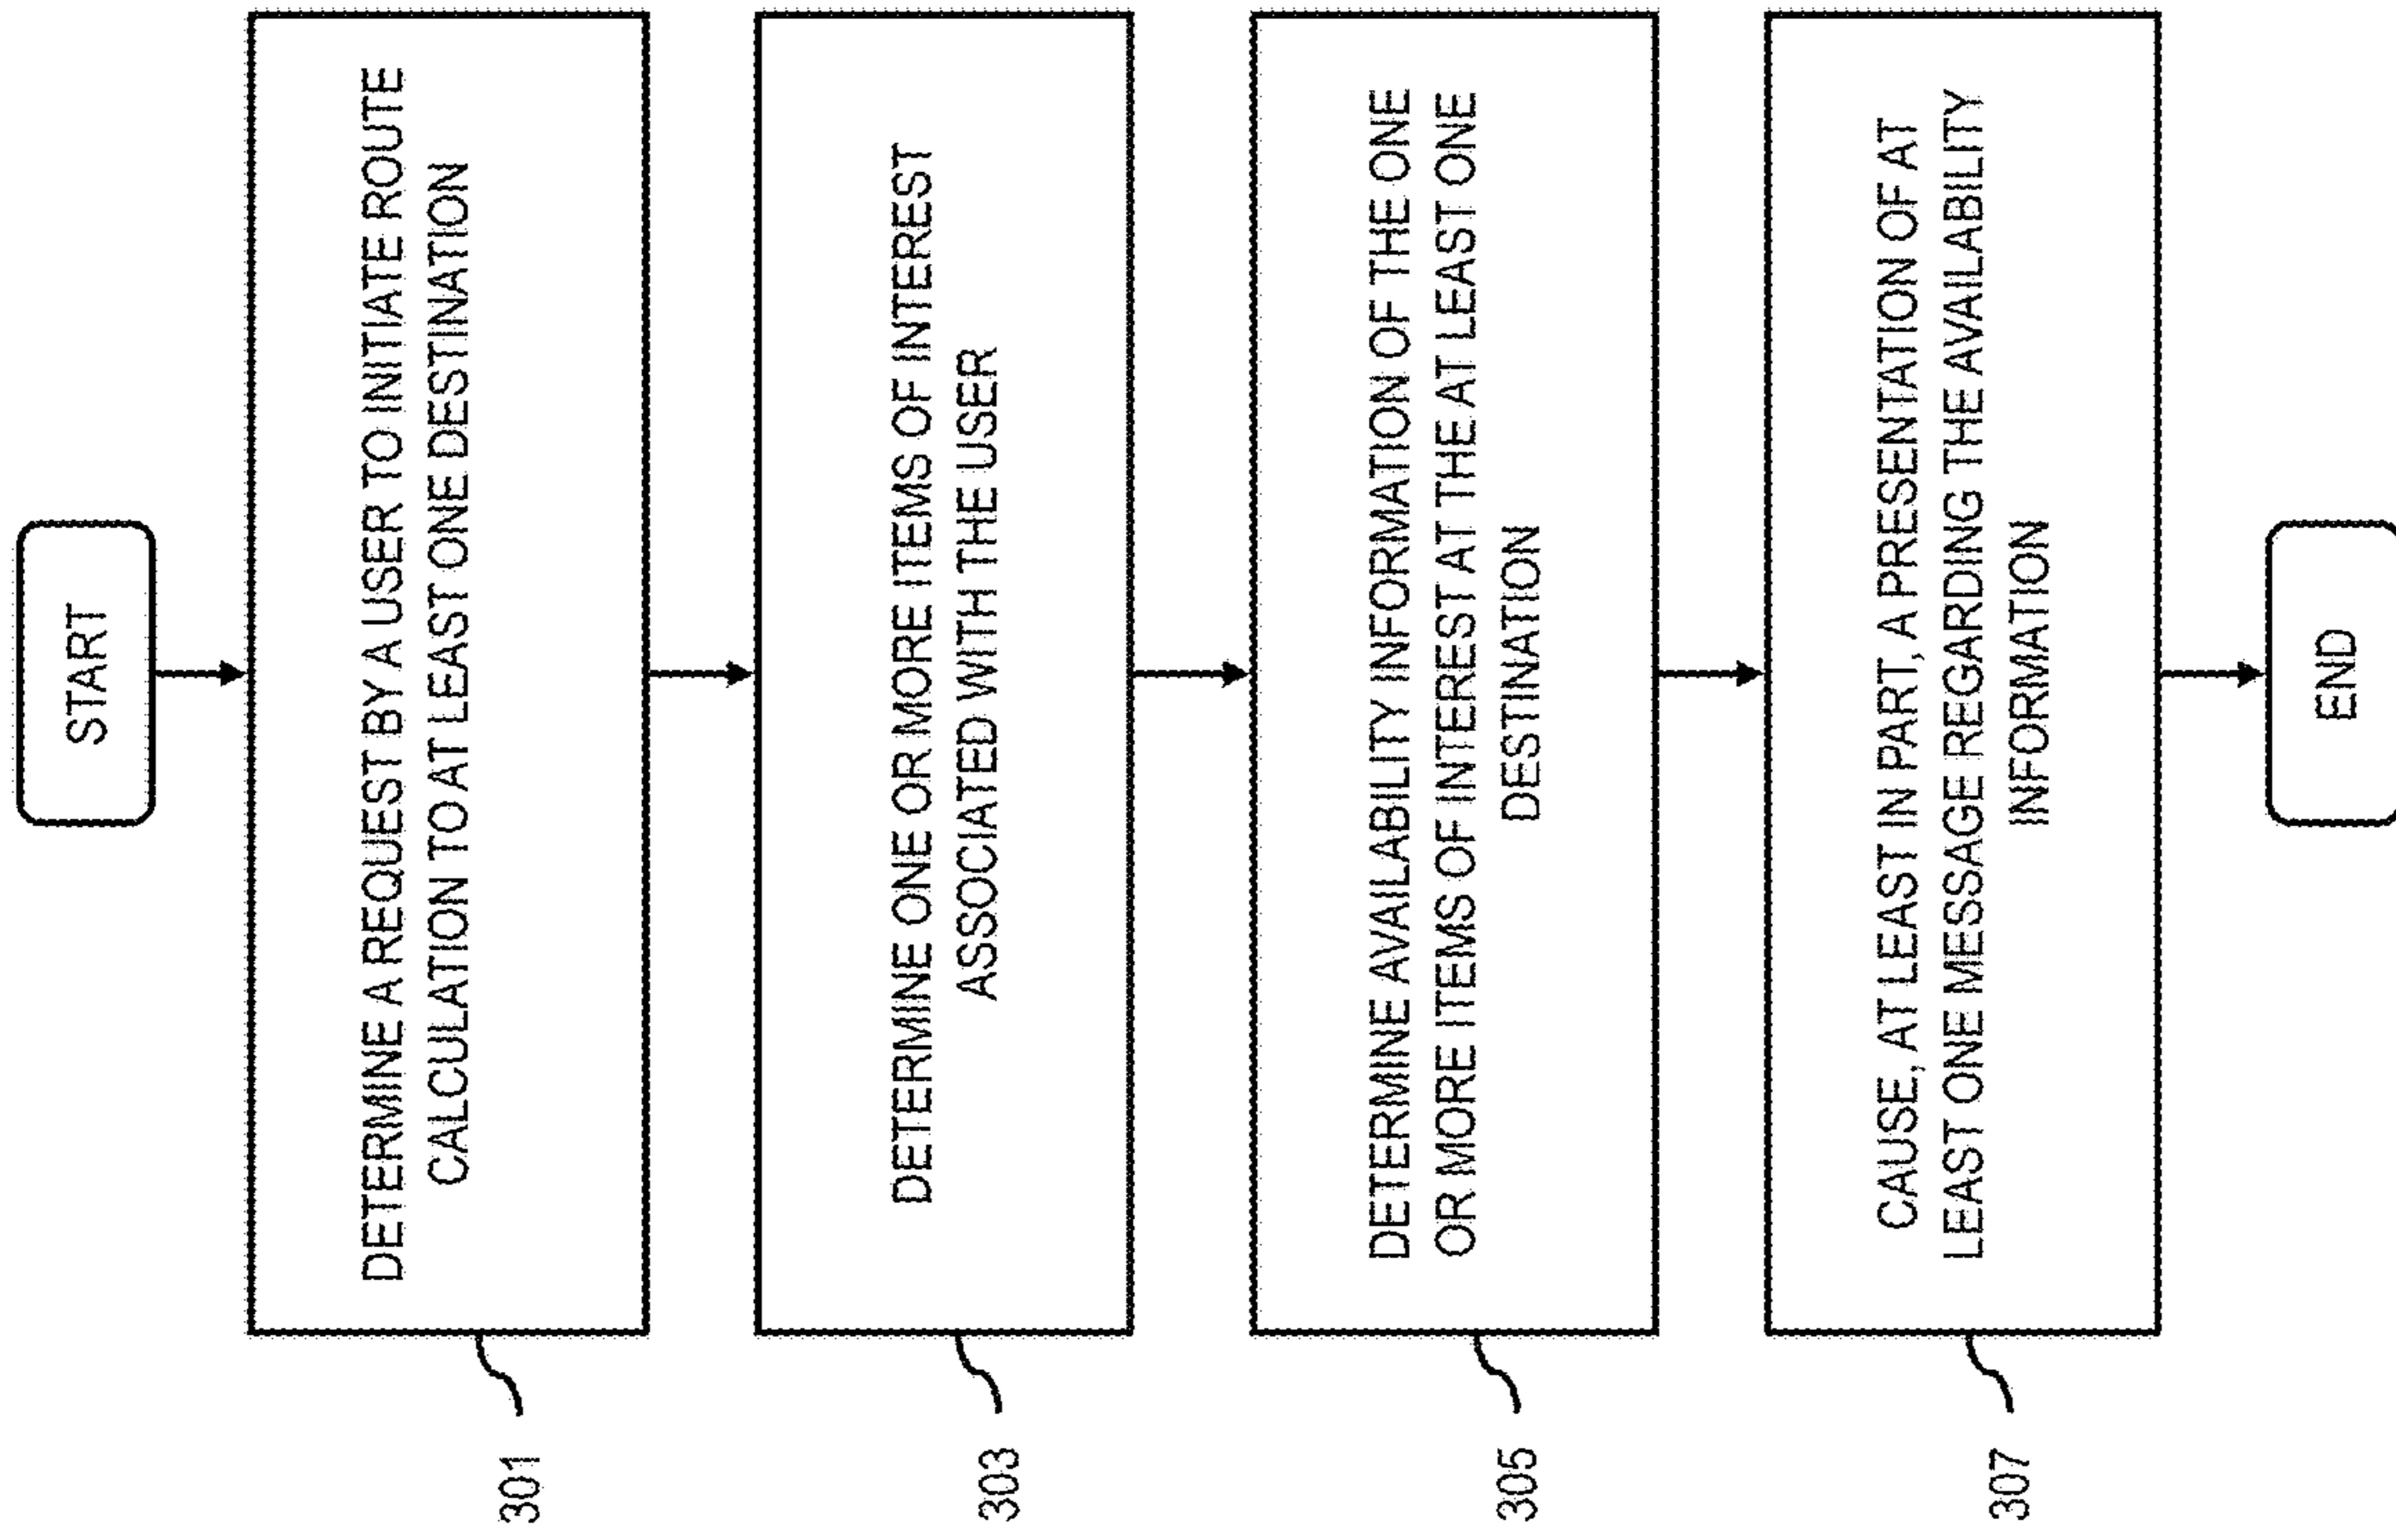 START
DETERMINE A REQUEST BY A USER TO INITIATE ROUTE
CALCULATION TO AT LEAST ONE DESTINATION
301
DETERMINE ONE OR MORE ITEMS OF INTEREST
ASSOCIATED WITH THE USER
303
DETERMINE AVAILABILITY INFORMATION OF THE ONE
OR MORE ITEMS OF INTEREST AT THE AT LEAST ONE
DESTINATION
305
CAUSE, AT LEAST IN PART, A PRESENTATION OF AT
LEAST ONE MESSAGE REGARDING THE AVAILABILITY
INFORMATION
307
END